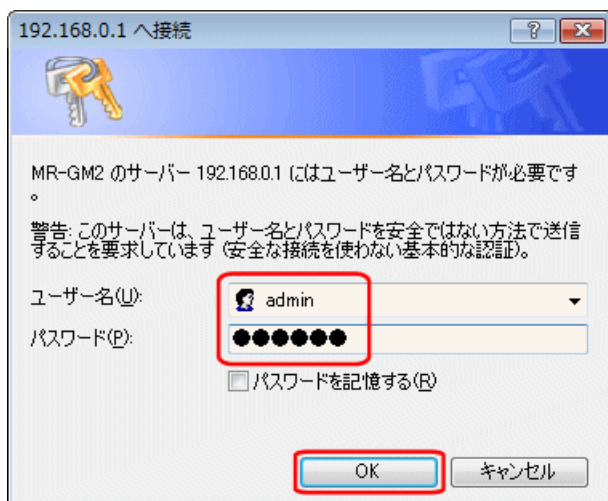 192.168.0.1 へ接続
MR-GM2 のサーバー 192.168.0.1 にはユーザー名とパスワードが必要です
。
警告: このサーバーは、ユーザー名とパスワードを安全ではない方法で送信
することを要求しています (安全な接続を使わない基本的な認証)。
ユーザー名(U):
admin
パスワード(P):
●●●●●●
パスワードを記憶する(R)
OK
キャンセル